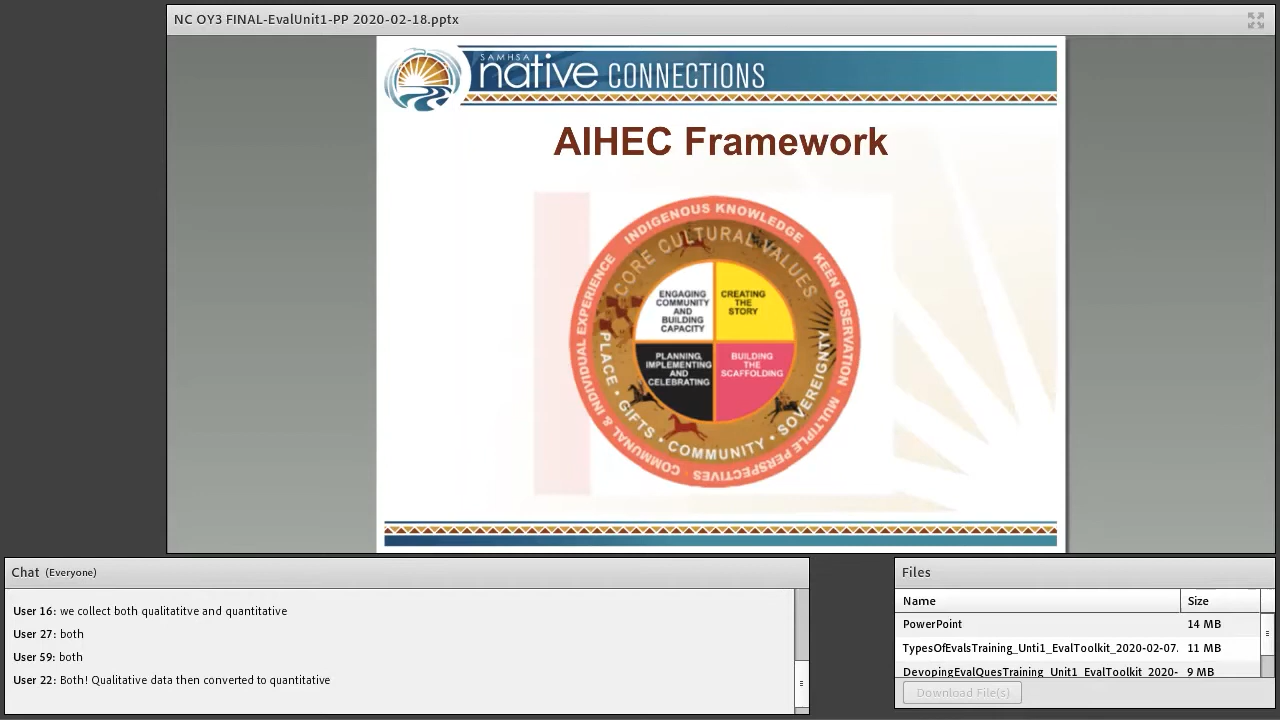 NC OY3 FINAL-EvalUnit1-PP 2020-02-18.pptx
SAMHSA
native CONNECTIONS
AIHEC Framework
INDIGENOUS KNOWLEDGE
KEEN OBSERVATION
MULTIPLE PERSPECTIVES
COMMUNAL & INDIVIDUAL EXPERIENCE
CORE CULTURAL VALUES
PLACE • GIFTS • COMMUNITY • SOVEREIGNTY
ENGAGING
COMMUNITY
AND
BUILDING
CAPACITY
CREATING
THE
STORY
PLANNING,
IMPLEMENTING
AND
CELEBRATING
BUILDING
THE
SCAFFOLDING
Chat (Everyone)
User 16: we collect both qualitatitve and quantitative
User 27: both
User 59: both
User 22: Both! Qualitative data then converted to quantitative
Files
Name Size
PowerPoint 14 MB
TypesOfEvalsTraining_Unti1_EvalToolkit_2020-02-07. 11 MB
DevopingEvalQuesTraining_Unit1_EvalToolkit_2020- 9 MB
Download File(s)